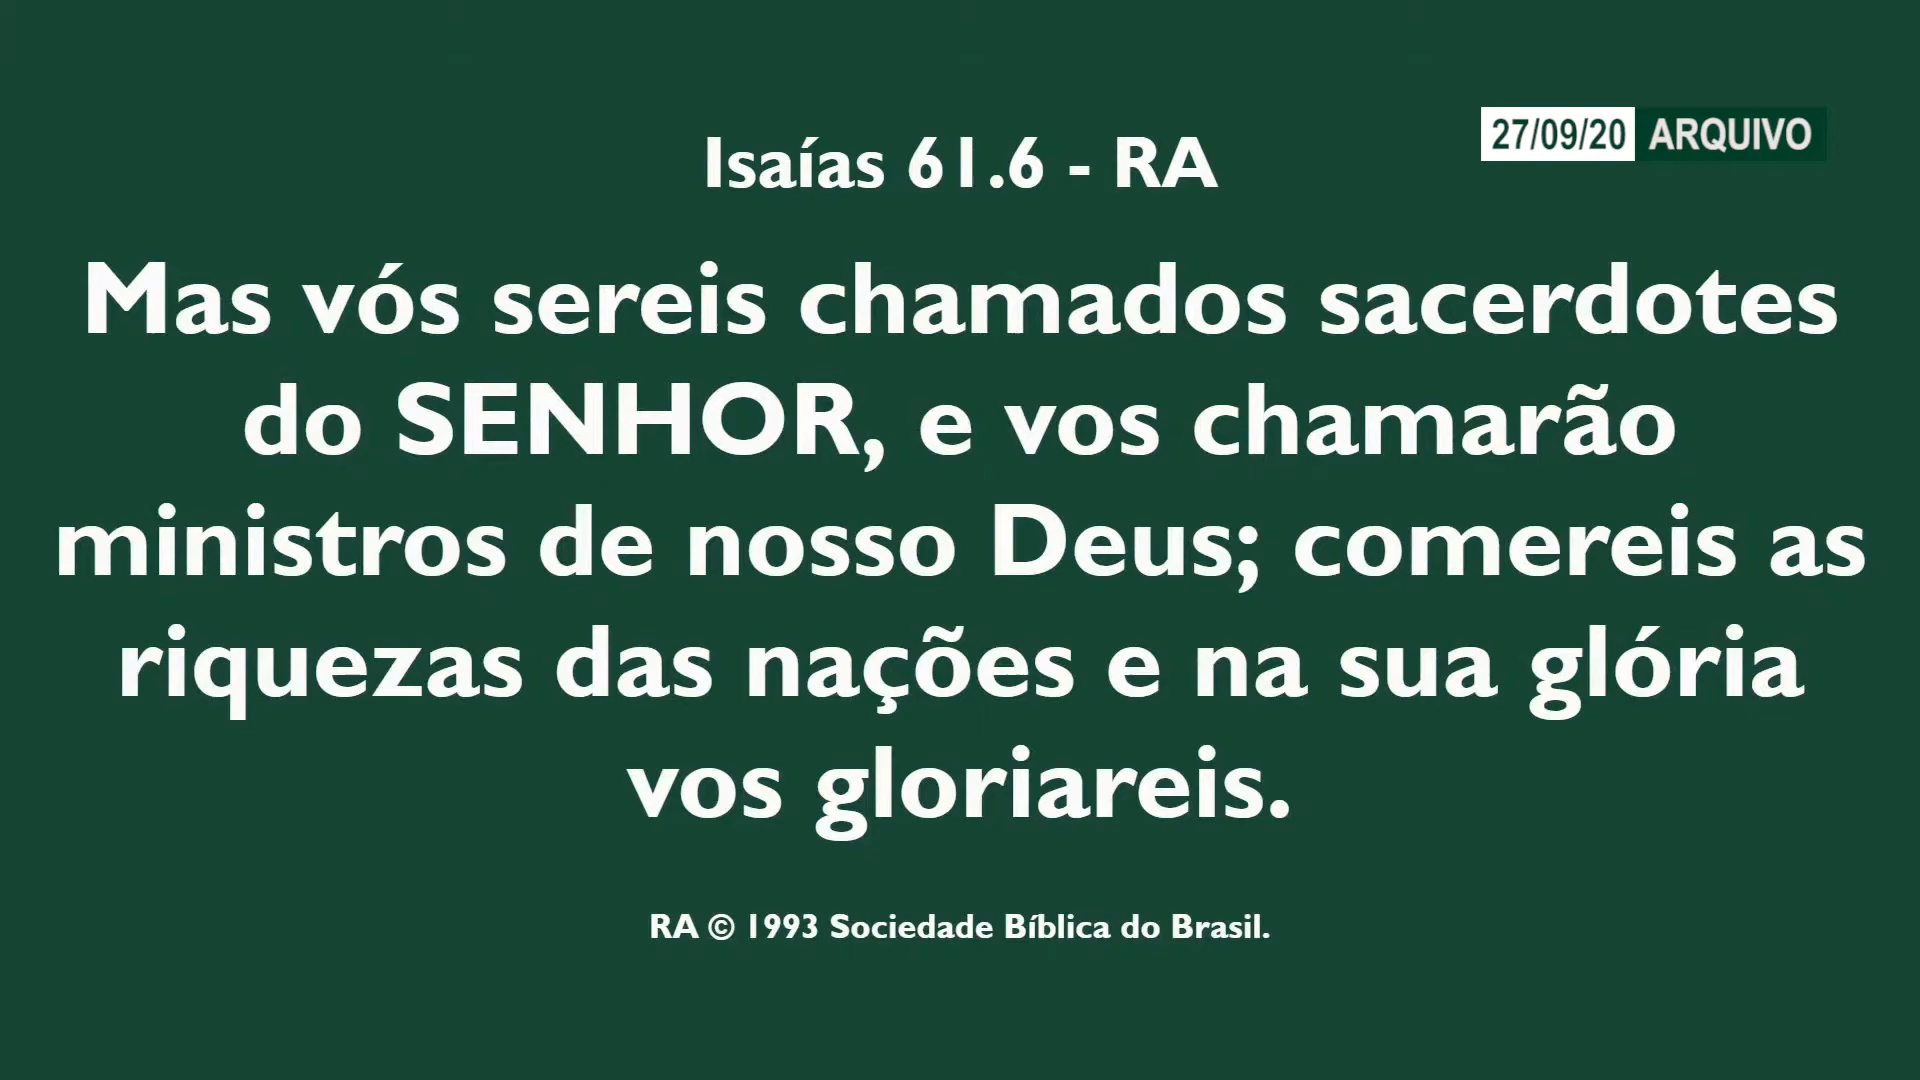 27/09/20 ARQUIVO
Isaías 61.6 - RA
Mas vós sereis chamados sacerdotes
do SENHOR, e vos chamarão
ministros de nosso Deus; comereis as
riquezas das nações e na sua glória
vos gloriareis.
RA © 1993 Sociedade Bíblica do Brasil.